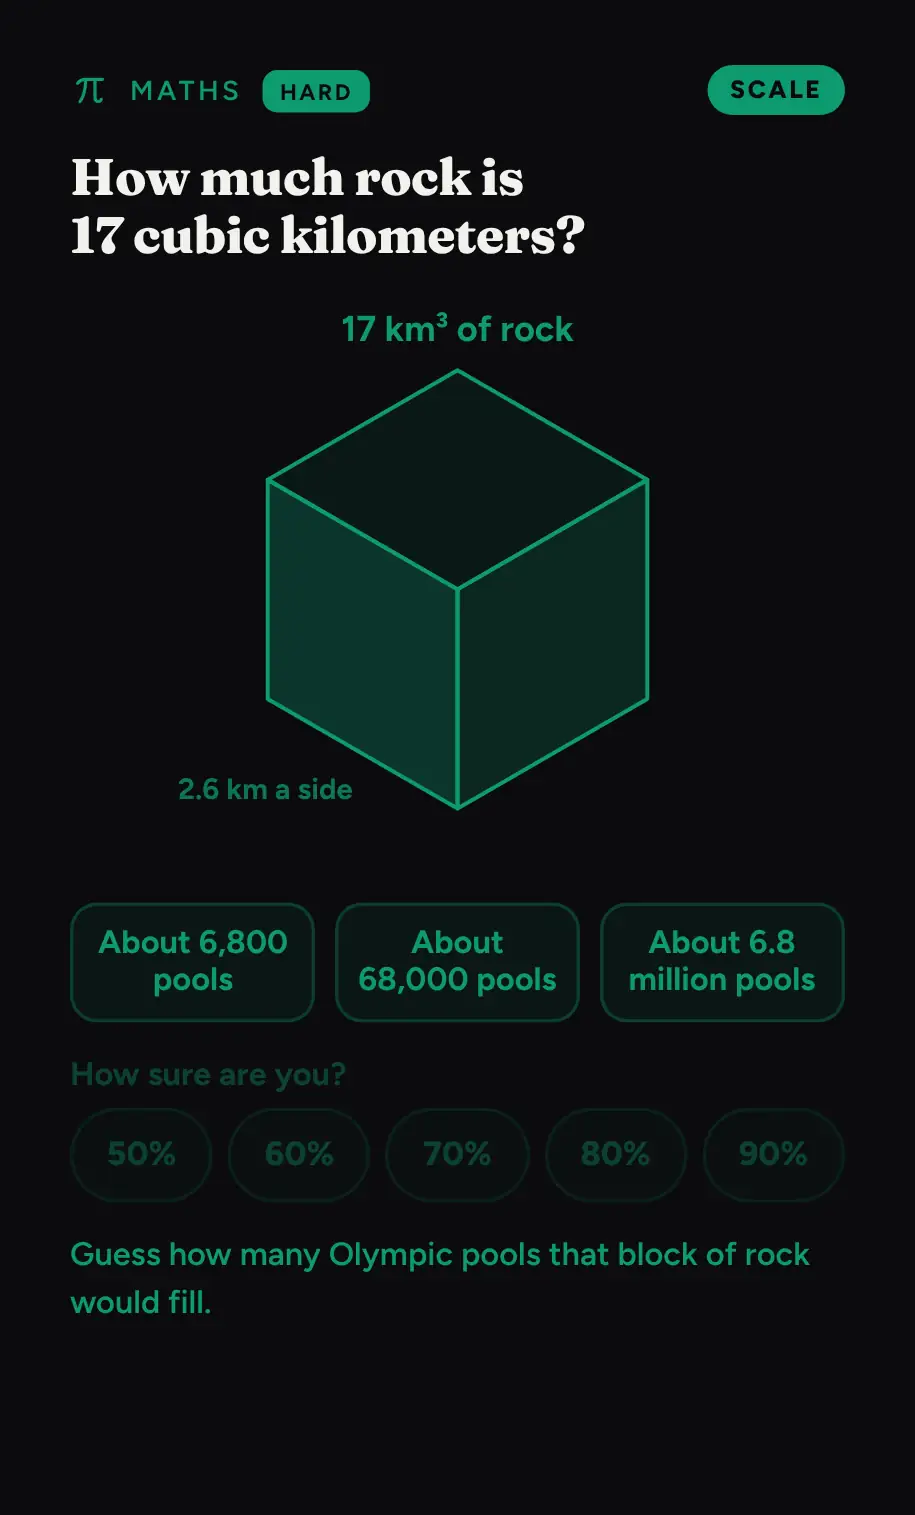 π MATHS HARD SCALE
How much rock is
17 cubic kilometers?
17 km³ of rock
2.6 km a side
About 6,800
pools
About
68,000 pools
About 6.8
million pools
How sure are you?
50% 60% 70% 80% 90%
Guess how many Olympic pools that block of rock
would fill.